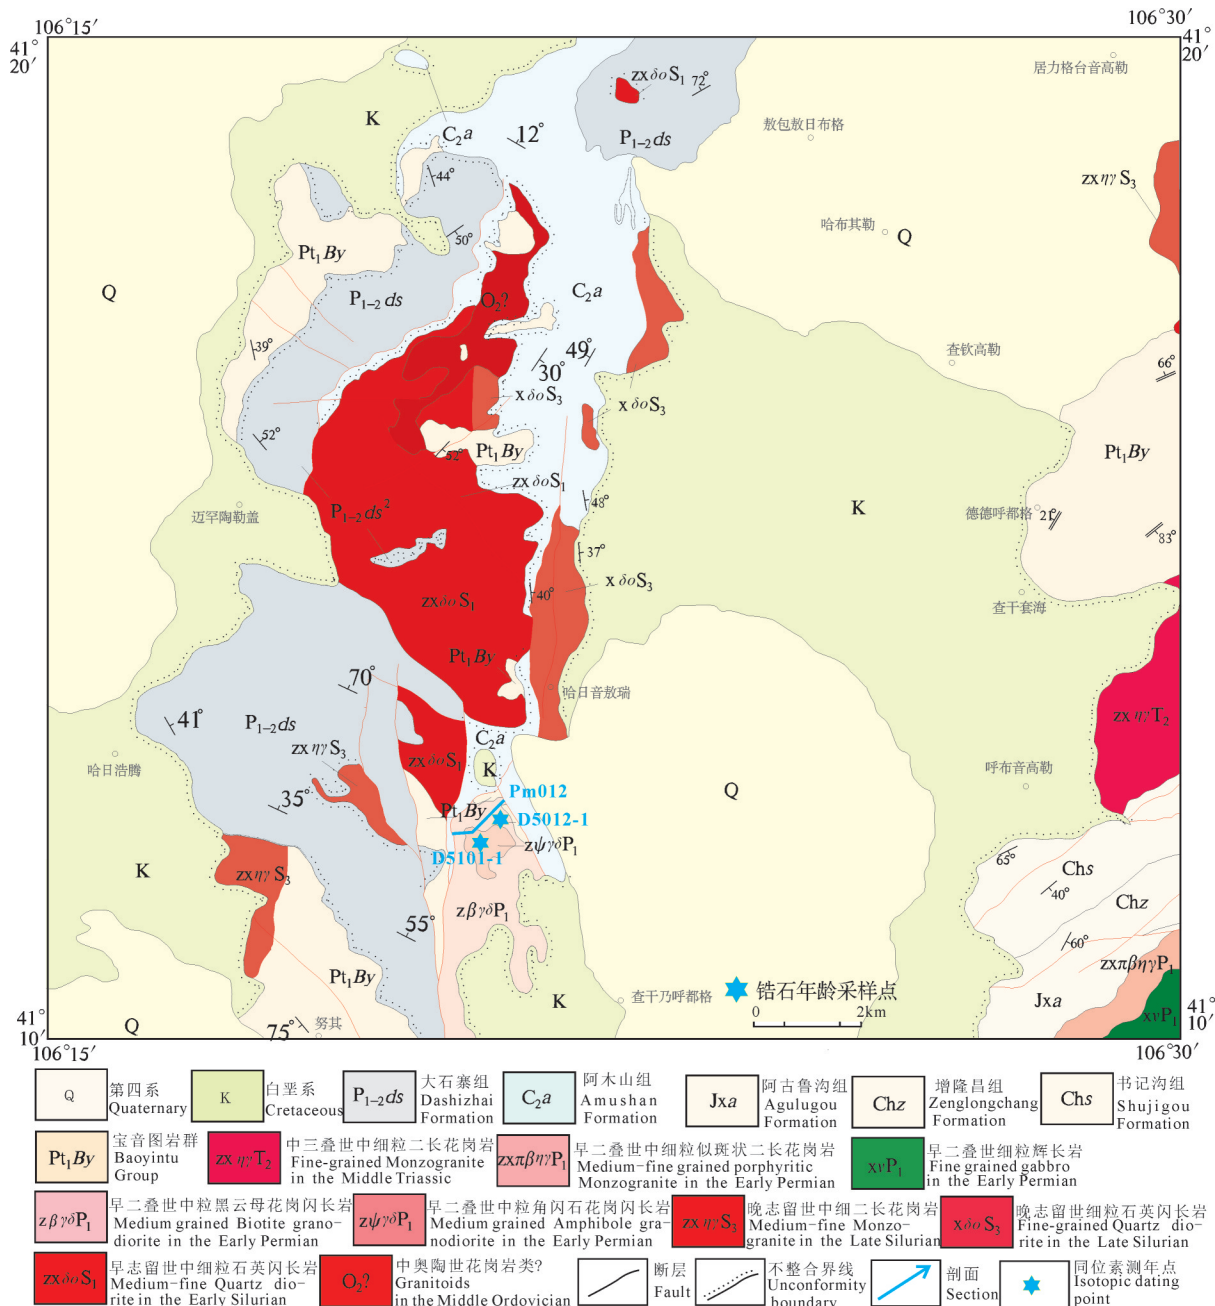 106°15′
106°30′
41°
20′
41°
20′
居力格台音高勒
zxδoS₁
72°
K
C₂a
12°
P₁₋₂ds
敖包敖日布格
44°
zxηγS₃
50°
哈布其勒
Q
Pt₁By
Q
P₁₋₂ds
O₂?
C₂a
39°
49°
30°
查钦高勒
66°
xδoS₃
xδoS₃
52°
52°
Pt₁By
Pt₁By
zxδoS₁
迈罕陶勒盖
P₁₋₂ds²
48°
K
德德呼都格
21°
83°
37°
xδoS₃
40°
zxδoS₁
查干套海
Pt₁By
70°
哈日音敖瑞
41°
P₁₋₂ds
zxηγT₂
zxηγS₃
C₂a
哈日浩腾
zxδoS₁
K
呼布音高勒
35°
Pm012
Q
Pt₁By
D5012-1
zψγδP₁
D5101-1
K
zxηγS₃
65°
Chs
40°
Chz
zβγδP₁
55°
60°
zxπβηγP₁
Pt₁By
锆石年龄采样点
K
查干乃呼都格
Jxa
xνP₁
41°
10′
Q
75°
努其
0 2km
41°
10′
106°15′
106°30′
Q 第四系 Quaternary
K 白垩系 Cretaceous
P₁₋₂ds 大石寨组 Dashizhai Formation
C₂a 阿木山组 Amushan Formation
Jxa 阿古鲁沟组 Agulugou Formation
Chz 增隆昌组 Zenglongchang Formation
Chs 书记沟组 Shujigou Formation
Pt₁By 宝音图岩群 Baoyintu Group
zxηγT₂ 中三叠世中细粒二长花岗岩 Fine-grained Monzogranite in the Middle Triassic
zxπβηγP₁ 早二叠世中细粒似斑状二长花岗岩 Medium-fine grained porphyritic Monzogranite in the Early Permian
xνP₁ 早二叠世细粒辉长岩 Fine grained gabbro in the Early Permian
zβγδP₁ 早二叠世中粒黑云母花岗闪长岩 Medium grained Biotite grano-diorite in the Early Permian
zψγδP₁ 早二叠世中粒角闪石花岗闪长岩 Medium grained Amphibole gra-nodiorite in the Early Permian
zxηγS₃ 晚志留世中细二长花岗岩 Medium-fine Monzo-granite in the Late Silurian
xδoS₃ 晚志留世细粒石英闪长岩 Fine-grained Quartz dio-rite in the Late Silurian
zxδoS₁ 早志留世中细粒石英闪长岩 Medium-fine Quartz dio-rite in the Early Silurian
O₂? 中奥陶世花岗岩类? Granitoids in the Middle Ordovician
断层 Fault
不整合界线 Unconformity boundary
剖面 Section
同位素测年点 Isotopic dating point